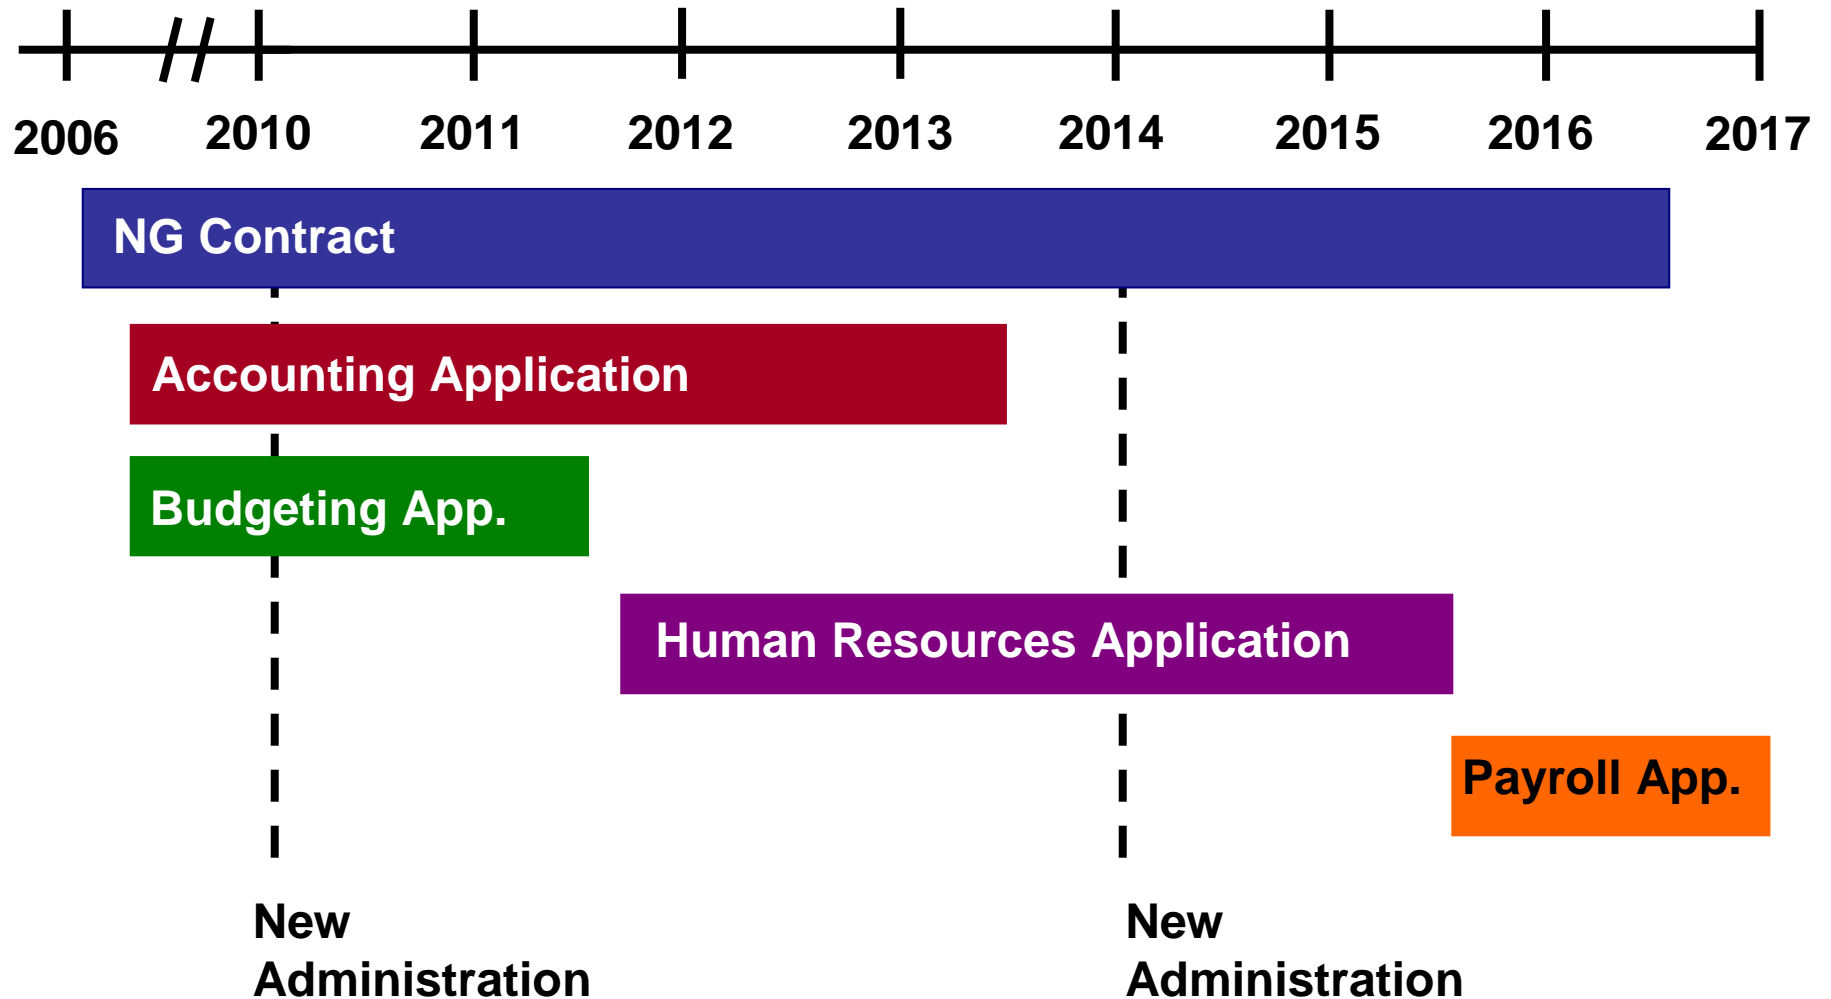 2006 2010 2011 2012 2013 2014 2015 2016 2017
NG Contract
Accounting Application
Budgeting App.
Human Resources Application
Payroll App.
New
Administration
New
Administration